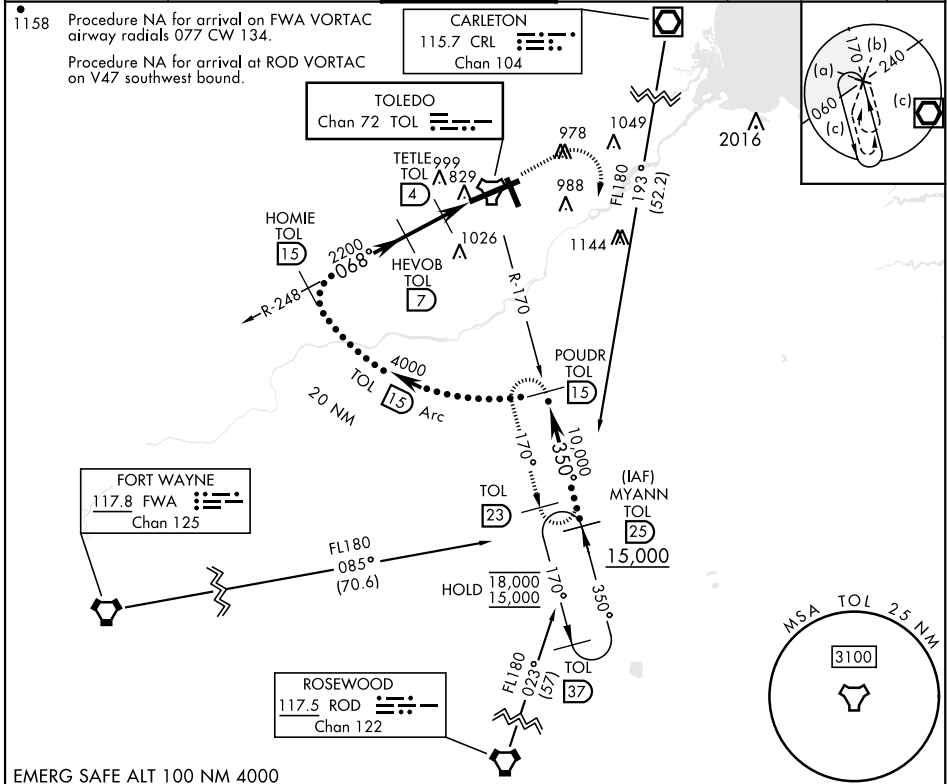 1158 Procedure NA for arrival on FWA VORTAC
airway radials 077 CW 134.
Procedure NA for arrival at ROD VORTAC
on V47 southwest bound.
CARLETON
115.7 CRL
Chan 104
TOLEDO
Chan 72 TOL
170
(b)
(a)
240
060
(c)
(c)
2016
1049
978
988
1144
FL180
193°
(52.2)
TETLE
TOL
4
999
829
1026
HOMIE
TOL
15
2200
068°
HEVOB
TOL
7
R-248
R-170
4000
TOL 15 Arc
20 NM
POUDR
TOL
15
170°
10,000
350°
(IAF)
MYANN
TOL
25
15,000
TOL
23
FORT WAYNE
117.8 FWA
Chan 125
FL180
085°
(70.6)
HOLD 18,000
15,000
170°
350°
TOL
37
FL180
023°
(57)
ROSEWOOD
117.5 ROD
Chan 122
MSA TOL 25 NM
3100
EMERG SAFE ALT 100 NM 4000